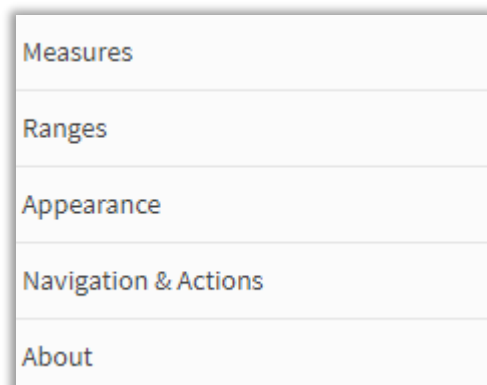 Measures
Ranges
Appearance
Navigation & Actions
About